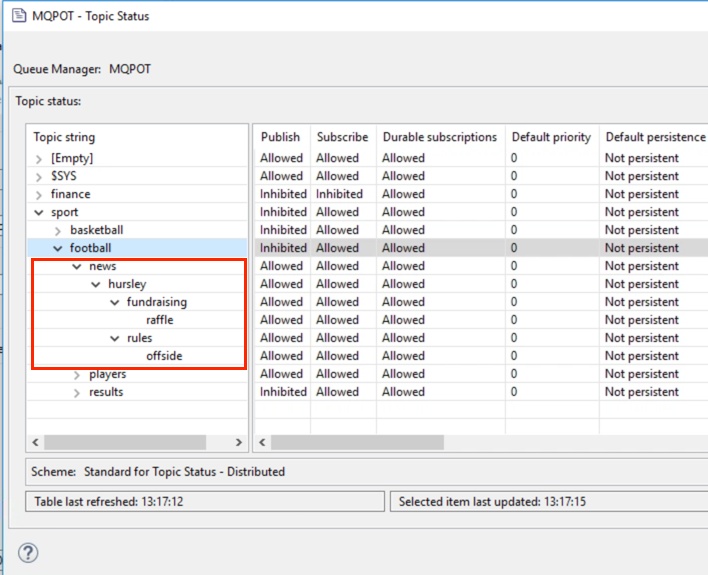 MQPOT - Topic Status
Queue Manager: MQPOT
Topic status:
Topic string Publish Subscribe Durable subscriptions Default priority Default persistence
[Empty] Allowed Allowed Allowed 0 Not persistent
$SYS Allowed Allowed Allowed 0 Not persistent
finance Inhibited Inhibited Allowed 0 Not persistent
sport Inhibited Allowed Allowed 0 Not persistent
basketball Inhibited Allowed Allowed 0 Not persistent
football Inhibited Allowed Allowed 0 Not persistent
news Allowed Allowed Allowed 0 Not persistent
hursley Allowed Allowed Allowed 0 Not persistent
fundraising Allowed Allowed Allowed 0 Not persistent
raffle Allowed Allowed Allowed 0 Not persistent
rules Allowed Allowed Allowed 0 Not persistent
offside Allowed Allowed Allowed 0 Not persistent
players Allowed Allowed Allowed 0 Not persistent
results Inhibited Allowed Allowed 0 Not persistent
Scheme: Standard for Topic Status - Distributed
Table last refreshed: 13:17:12 Selected item last updated: 13:17:15
?